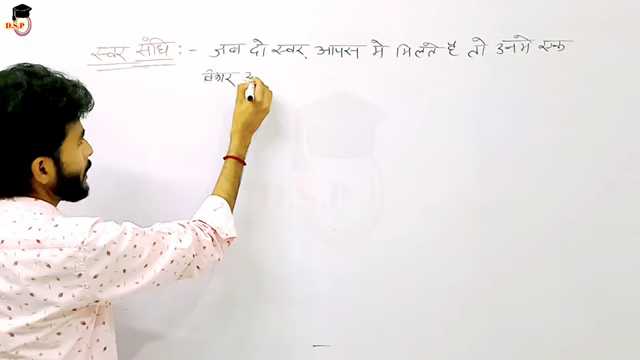 D.S.P
स्वर संधि :- जब दो स्वर आपस मे मिलते है तो उनमे एक
D.S.P